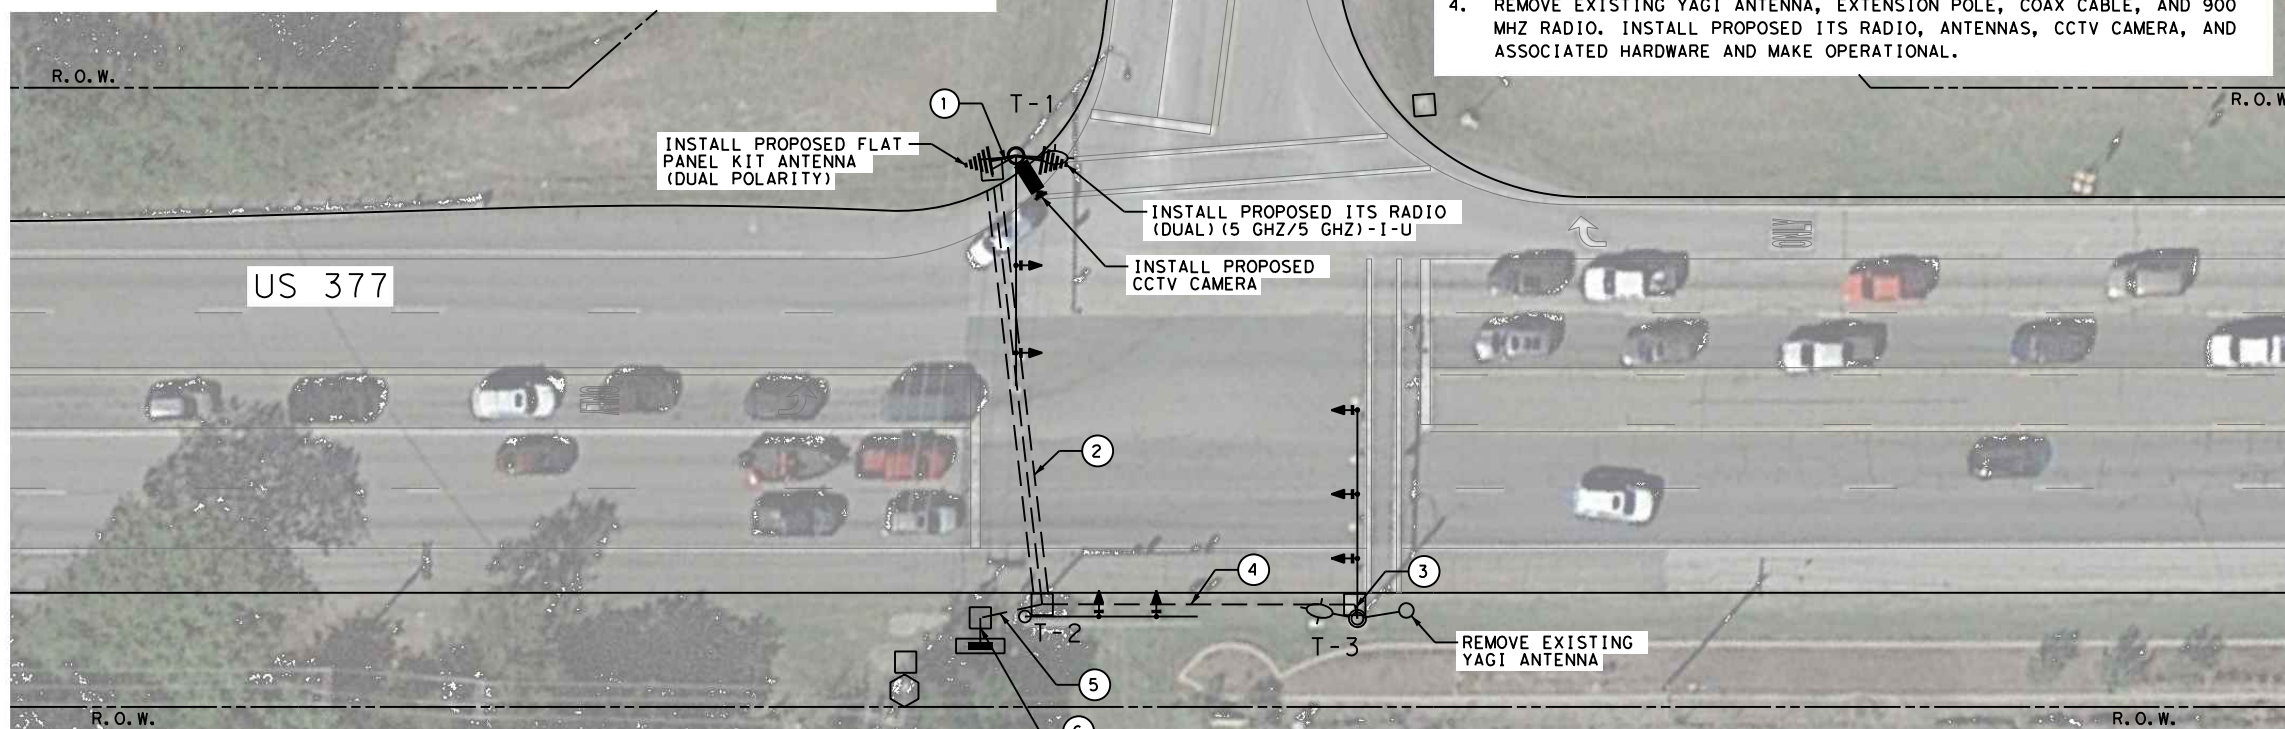 4. REMOVE EXISTING YAGI ANTENNA, EXTENSION POLE, COAX CABLE, AND 900
MHZ RADIO. INSTALL PROPOSED ITS RADIO, ANTENNAS, CCTV CAMERA, AND
ASSOCIATED HARDWARE AND MAKE OPERATIONAL.
R.O.W.
R.O.W
1
T-1
INSTALL PROPOSED FLAT
PANEL KIT ANTENNA
(DUAL POLARITY)
INSTALL PROPOSED ITS RADIO
(DUAL)(5 GHZ/5 GHZ)-I-U
INSTALL PROPOSED
CCTV CAMERA
US 377
ONLY
ONLY
2
4
3
T-2
T-3
REMOVE EXISTING
YAGI ANTENNA
5
6
R.O.W.
R.O.W.